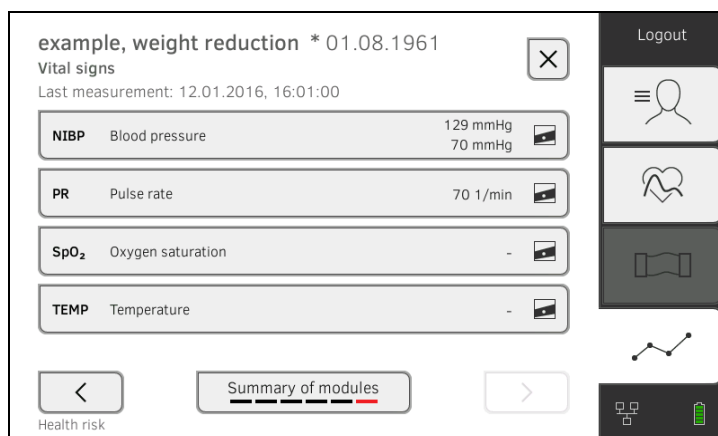 example, weight reduction * 01.08.1961
Logout
Vital signs
Last measurement: 12.01.2016, 16:01:00
NIBP Blood pressure 129 mmHg
70 mmHg
PR Pulse rate 70 1/min
SpO₂ Oxygen saturation -
TEMP Temperature -
Summary of modules
Health risk